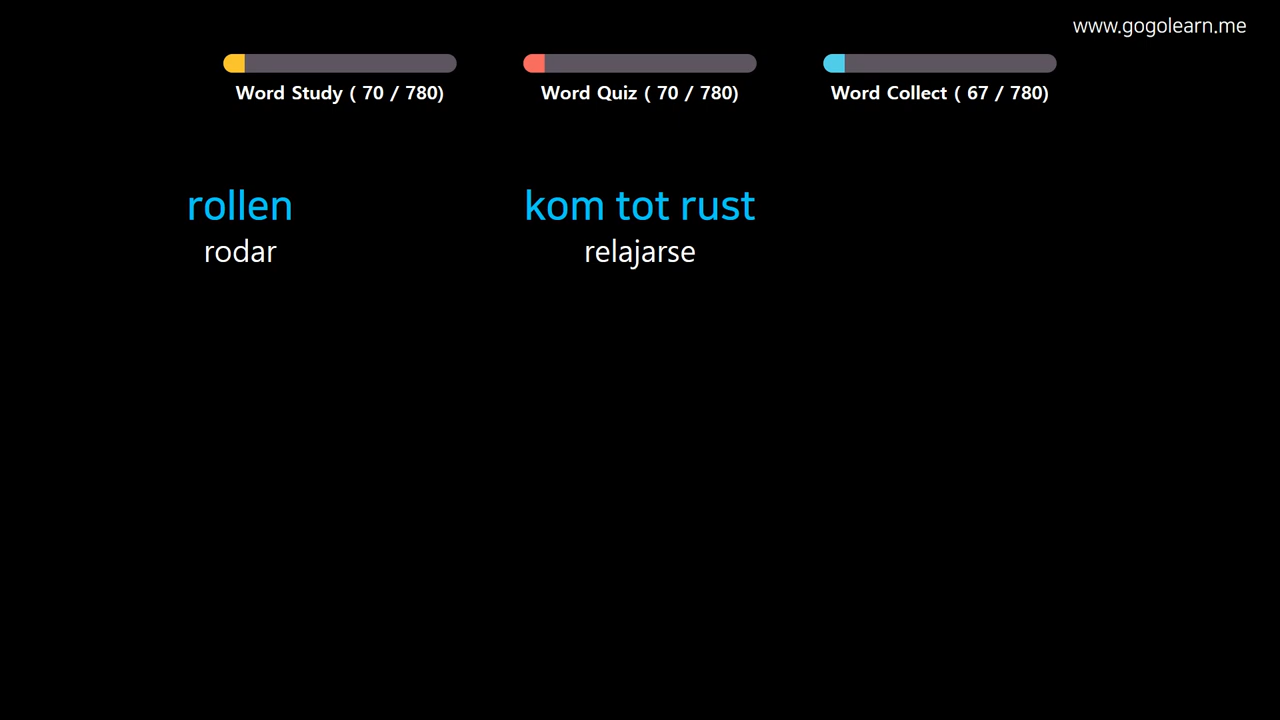 www.gogolearn.me
Word Study ( 70 / 780)
Word Quiz ( 70 / 780)
Word Collect ( 67 / 780)
rollen
rodar
kom tot rust
relajarse